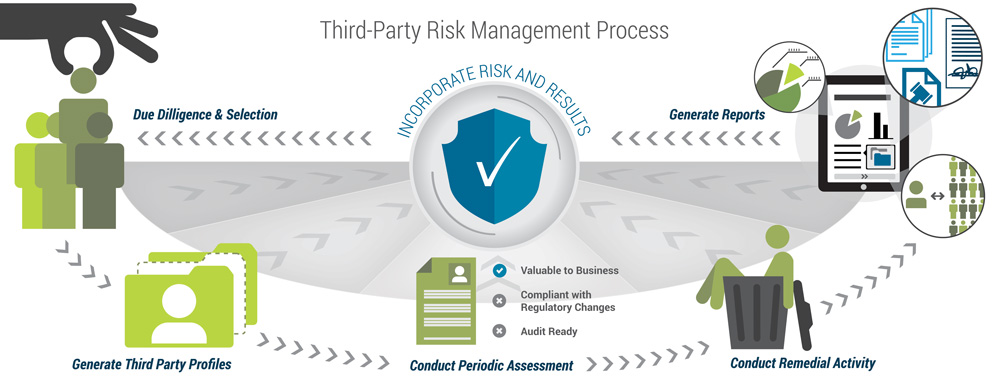 Third-Party Risk Management Process
INCORPORATE RISK AND RESULTS
Due Dilligence & Selection
Generate Reports
Valuable to Business
Compliant with
Regulatory Changes
Audit Ready
Generate Third Party Profiles
Conduct Periodic Assessment
Conduct Remedial Activity